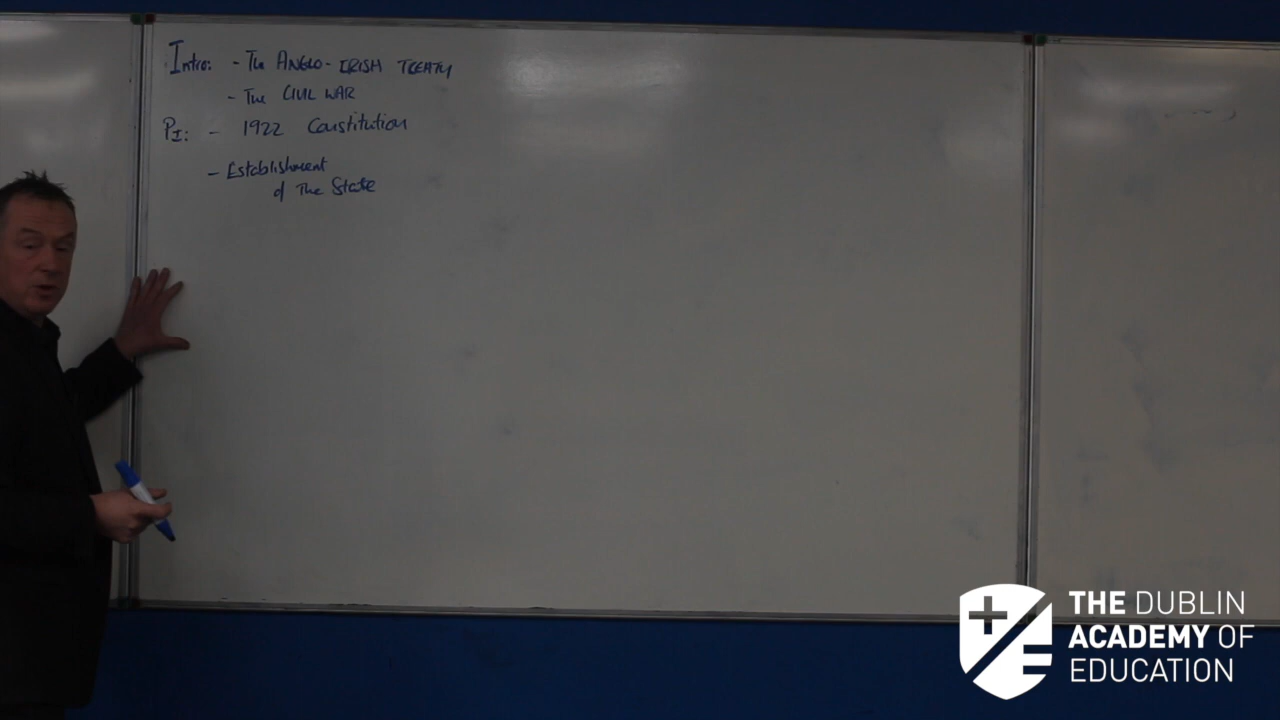 Intro: - The ANGLO-IRISH TREATY
- The CIVIL WAR
P1: - 1922 Constitution
- Establishment
of The State
THE DUBLIN
ACADEMY OF
EDUCATION